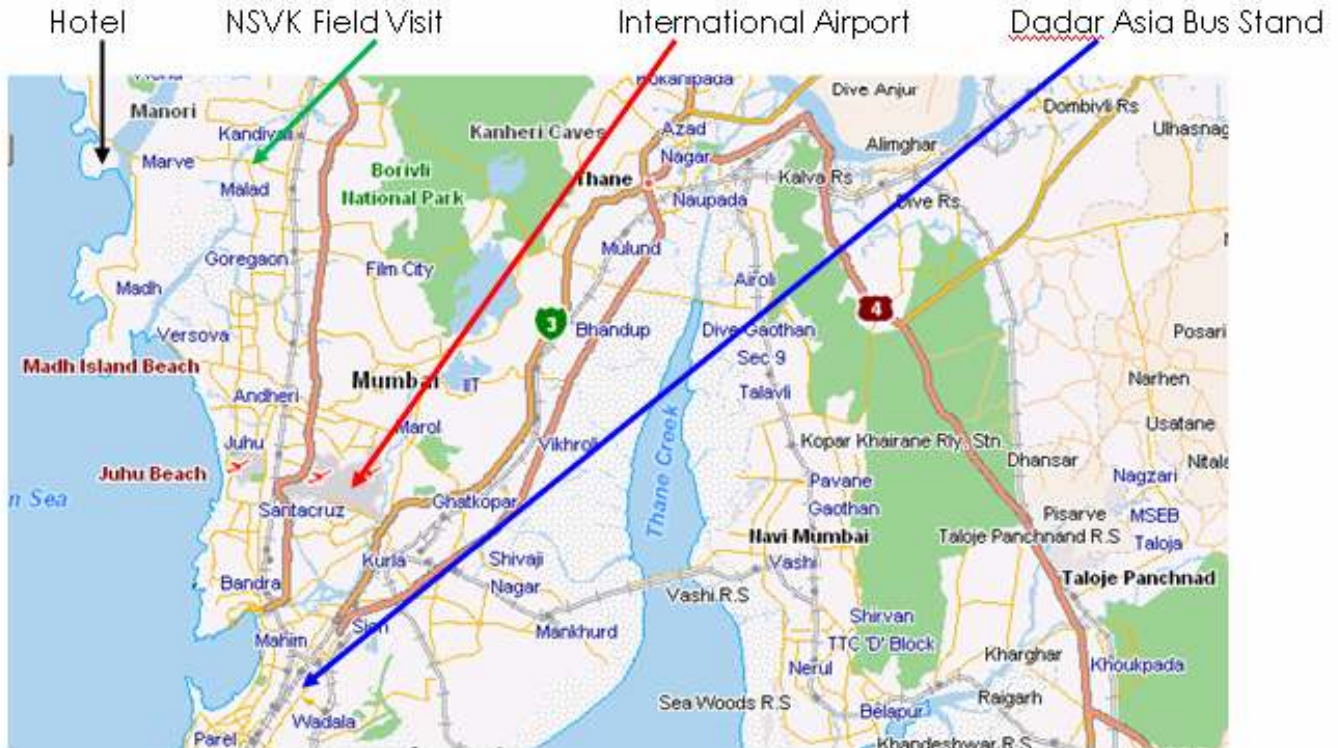 Hotel
NSVK Field Visit
International Airport
Dadar Asia Bus Stand
Manori
Kandivali
Kanheri Caves
Azad
Nagar
Dive Anjur
Dombivli Rs
Alimghar
Marve
Malad
Borivli
National Park
Thane
Naupada
Kalva Rs
Dive Rs
Mulund
Goregaon
Film City
Madh
Airoli
Versova
3
Bhandup
4
Dive Gaothan
Sec 9
Talavli
Posari
Madh Island Beach
Mumbai
IIT
Narhen
Andheri
Usatane
Marol
Juhu
Vikhroli
Thane Creek
Kopar Khairane Rly. Stn.
Dhansar
Juhu Beach
Pavane
Gaothan
Nagzari
n Sea
Santacruz
Ghatkopar
Pisarve
MSEB
Taloja
Navi Mumbai
Taloje Panchnand R.S
Kurla
Shivaji
Nagar
Vashi
Taloje Panchnad
Bandra
Vashi R.S
Shirvan
TTC 'D' Block
Mahim
Sion
Mankhurd
Nerul
Kharghar
Khoukpada
Sea Woods R.S
Raigarh
Belapur
Wadala
Parel
Khandeshwar R.S